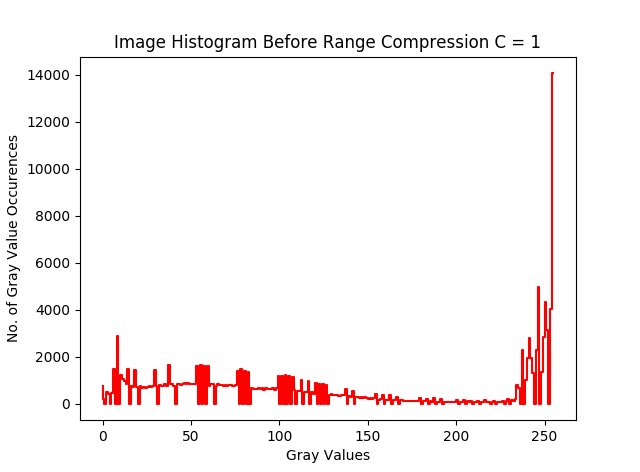 Image Histogram Before Range Compression C = 1
14000
12000
10000
8000
6000
4000
2000
0
No. of Gray Value Occurences
0 50 100 150 200 250
Gray Values